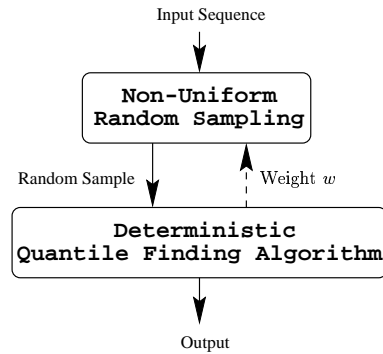 Input Sequence
Non-Uniform
Random Sampling
Random Sample
Weight w
Deterministic
Quantile Finding Algorithm
Output